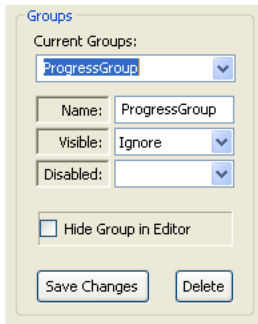 Groups
Current Groups:
ProgressGroup
Name: ProgressGroup
Visible: Ignore
Disabled:
Hide Group in Editor
Save Changes Delete